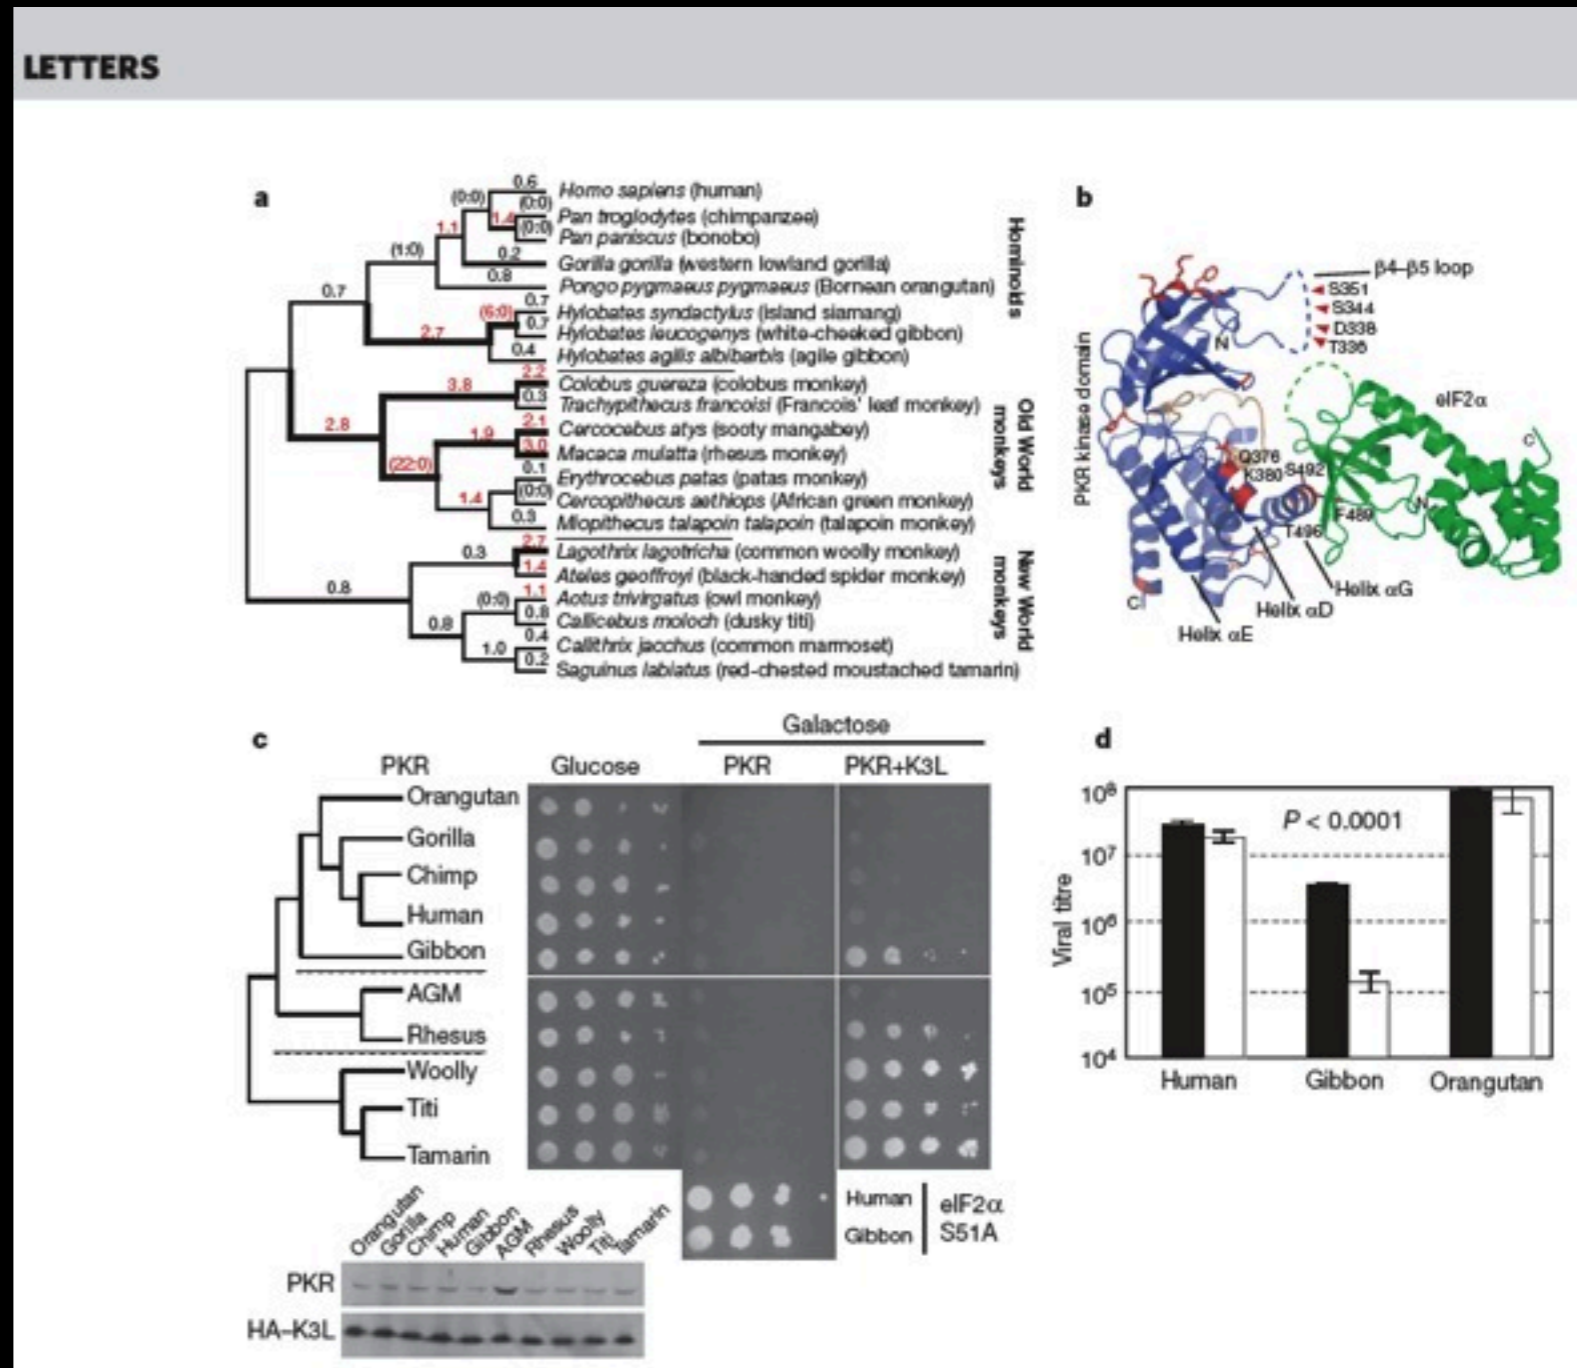 LETTERS
a
0.6
Homo sapiens (human)
(0:0)
(0:0)
1.4
Pan troglodytes (chimpanzee)
(0:0)
1.1
Pan paniscus (bonobo)
(1:0)
0.2
Gorilla gorilla (western lowland gorilla)
0.8
Pongo pygmaeus pygmaeus (Bornean orangutan)
0.7
0.7
(6:0)
Hylobates syndactylus (island siamang)
0.7
2.7
Hylobates leucogenys (white-cheeked gibbon)
0.4
Hylobates agilis albibarbis (agile gibbon)
Hominoids
2.2
3.8
Colobus guereza (colobus monkey)
0.3
Trachypithecus francoisi (Francois' leaf monkey)
2.8
2.1
1.9
Cercocebus atys (sooty mangabey)
3.0
Macaca mulatta (rhesus monkey)
(22:0)
0.1
Erythrocebus patas (patas monkey)
1.4
(0:0)
Cercopithecus aethiops (African green monkey)
0.3
Miopithecus talapoin talapoin (talapoin monkey)
Old World
monkeys
2.7
0.3
Lagothrix lagotricha (common woolly monkey)
1.4
Ateles geoffroyi (black-handed spider monkey)
0.8
1.1
(0:0)
Aotus trivirgatus (owl monkey)
0.8
0.8
Callicebus moloch (dusky titi)
0.4
1.0
Callithrix jacchus (common marmoset)
0.2
Saguinus labiatus (red-chested moustached tamarin)
New World
monkeys
b
β4–β5 loop
S351
S344
D338
T336
N
PKR kinase domain
eIF2α
C
Q376
K380
S492
F489
N
T496
C
Helix αG
Helix αD
Helix αE
c
Galactose
PKR
Glucose
PKR
PKR+K3L
Orangutan
Gorilla
Chimp
Human
Gibbon
AGM
Rhesus
Woolly
Titi
Tamarin
Human
Gibbon
eIF2α
S51A
Orangutan
Gorilla
Chimp
Human
Gibbon
AGM
Rhesus
Woolly
Titi
Tamarin
PKR
HA–K3L
d
10⁸
P < 0.0001
10⁷
10⁶
10⁵
10⁴
Viral titre
Human
Gibbon
Orangutan